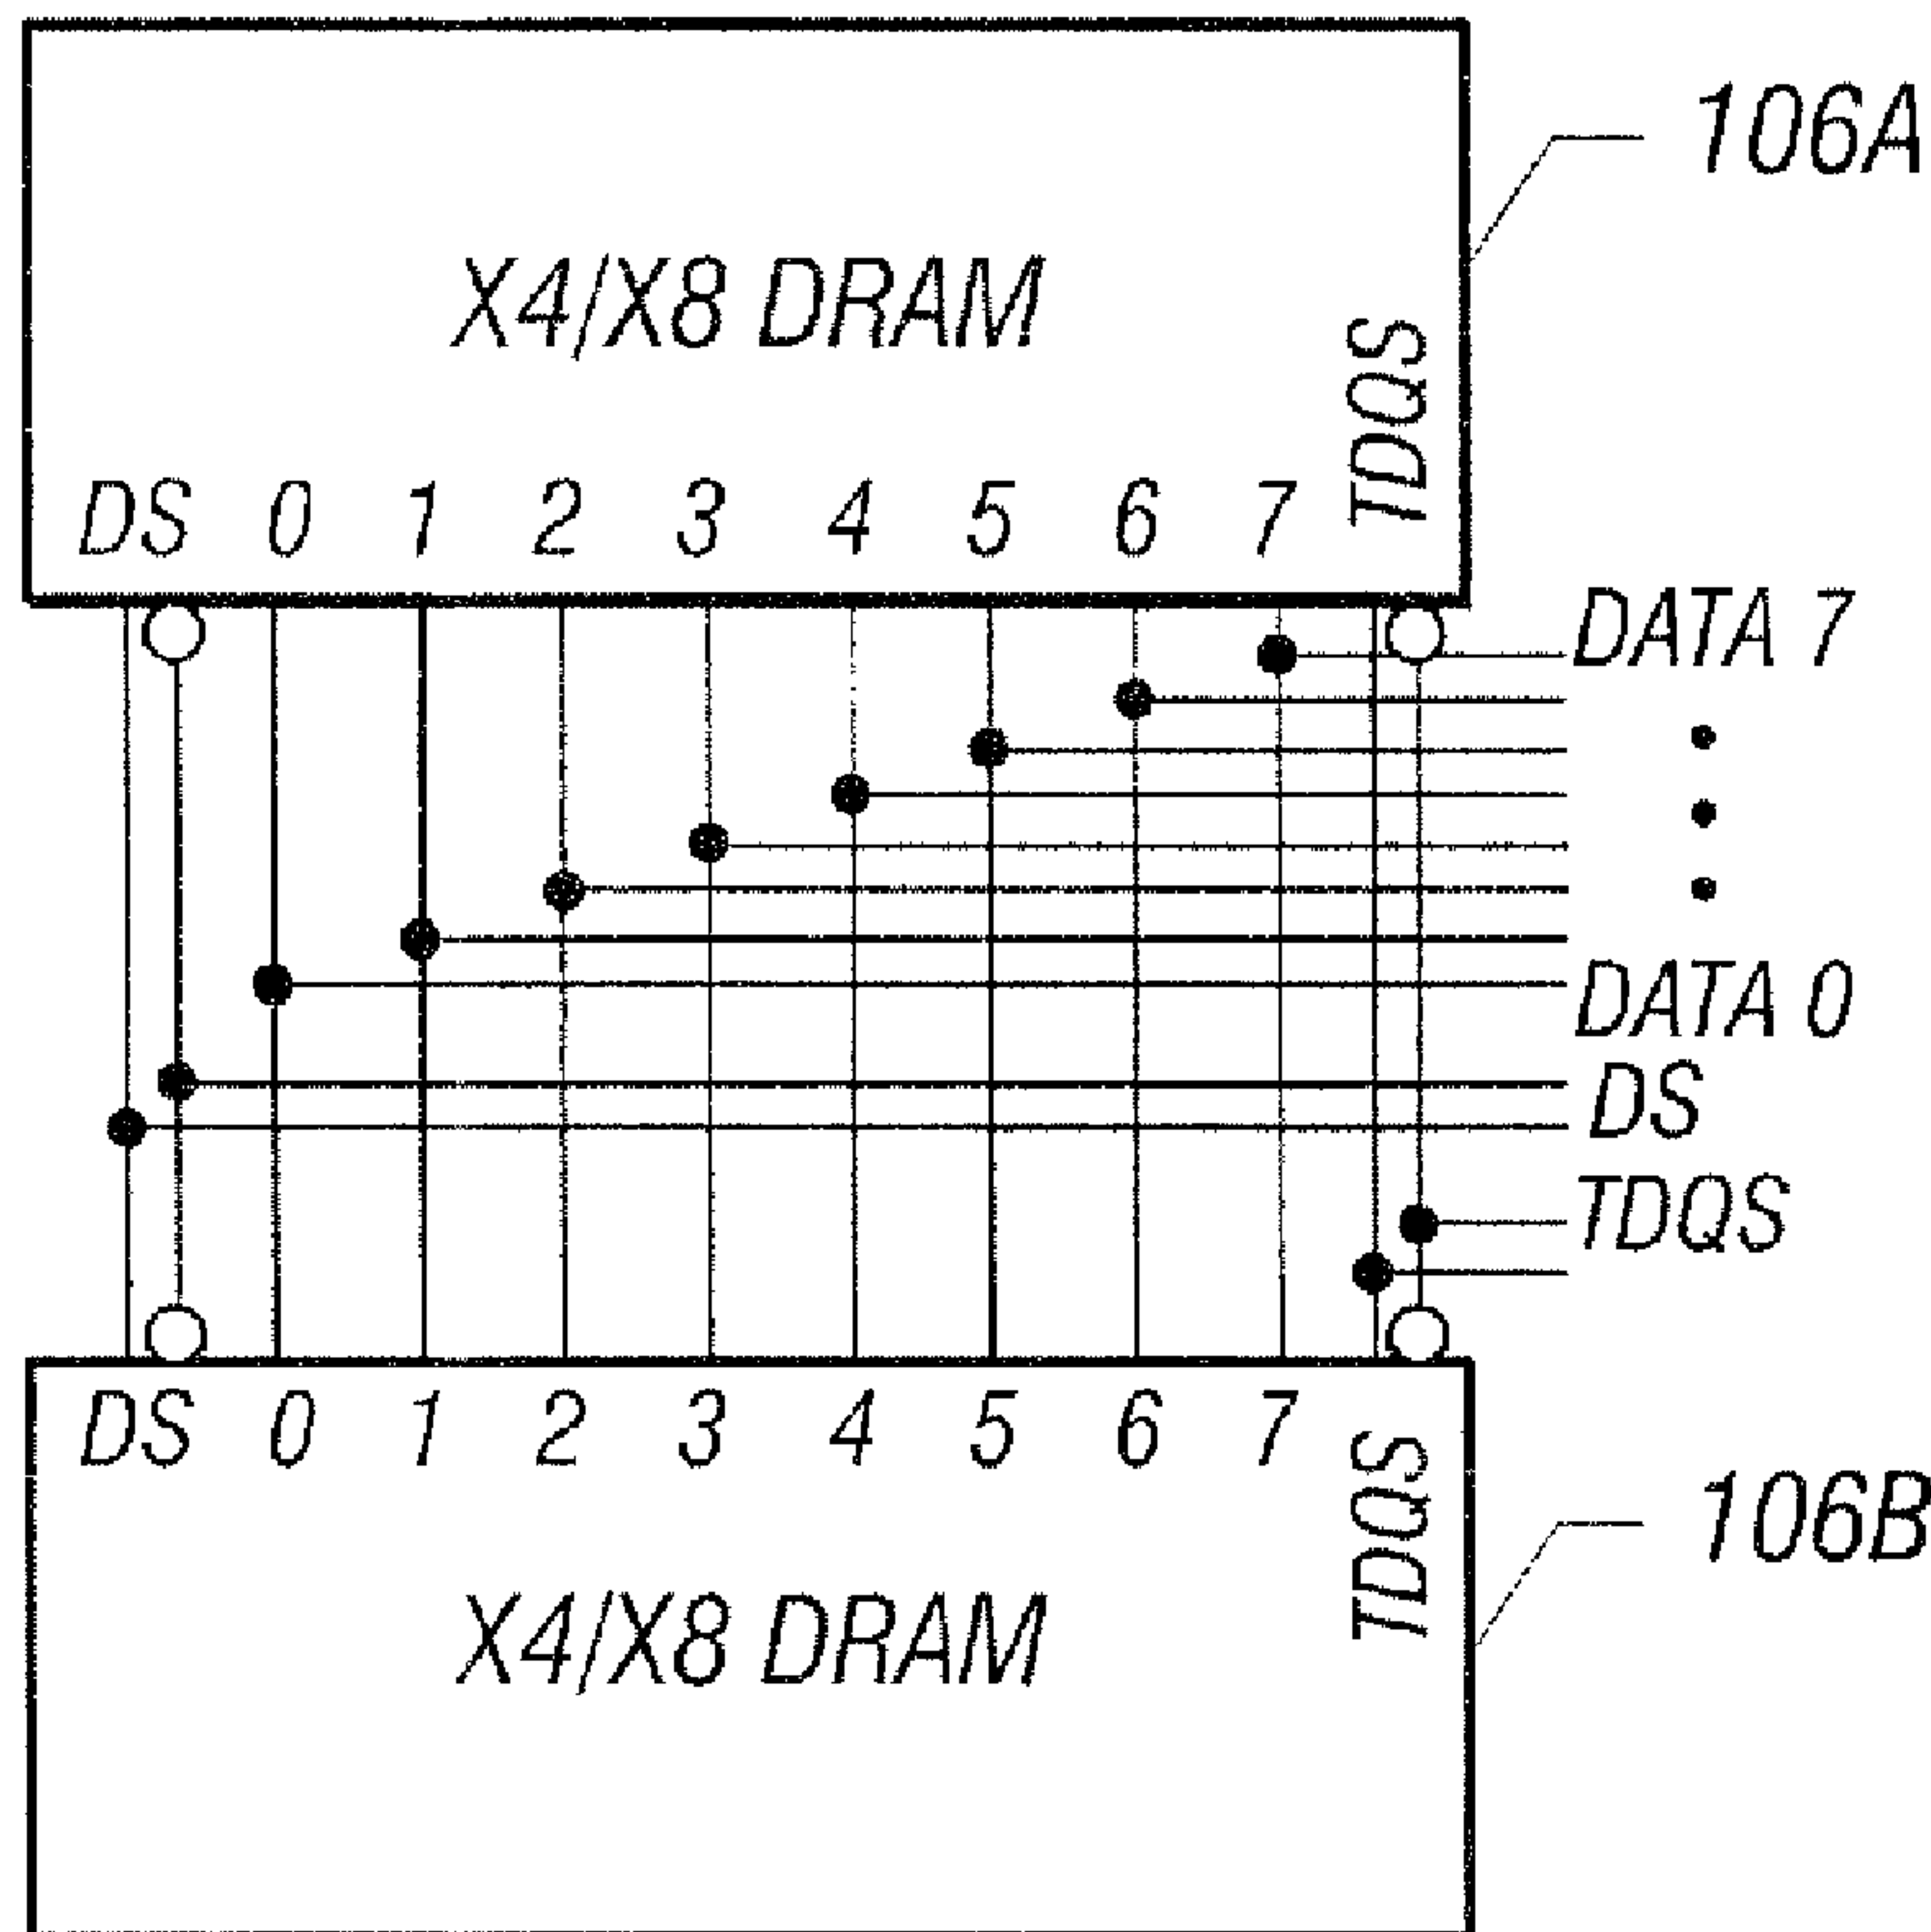 106A
X4/X8 DRAM
TDQS
DS 0 1 2 3 4 5 6 7
DATA 7
DATA 0
DS
TDQS
DS 0 1 2 3 4 5 6 7
TDQS
106B
X4/X8 DRAM